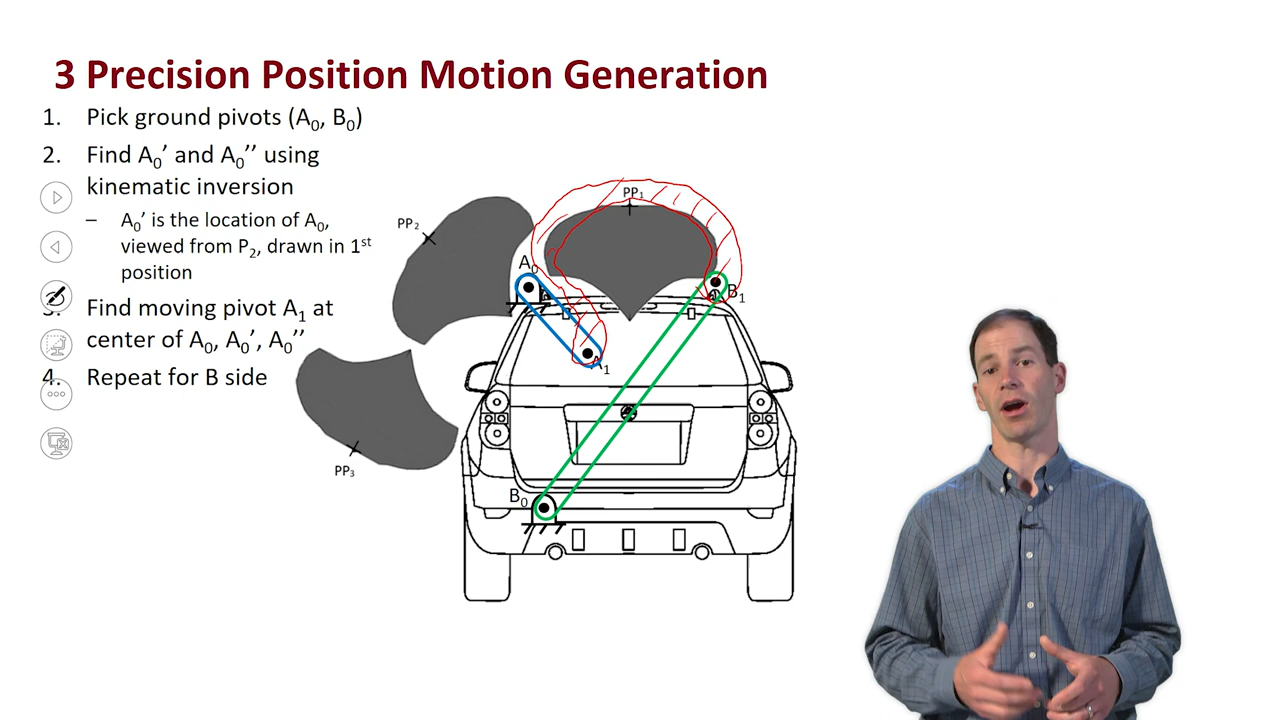 3 Precision Position Motion Generation
1. Pick ground pivots (A₀, B₀)
2. Find A₀’ and A₀’’ using
kinematic inversion
– A₀’ is the location of A₀,
viewed from P₂, drawn in 1ˢᵗ
position
3. Find moving pivot A₁ at
center of A₀, A₀’, A₀’’
4. Repeat for B side
PP₁
PP₂
A₀
B₁
A₁
PP₃
B₀